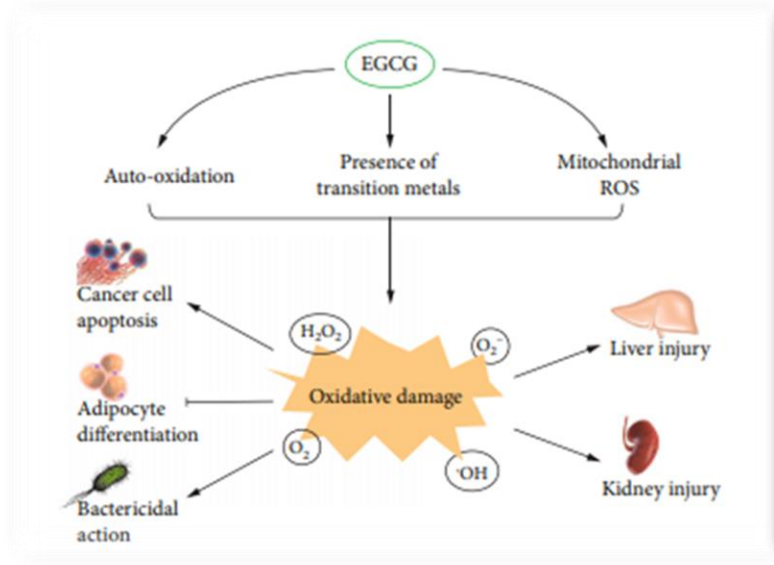 EGCG
Auto-oxidation
Presence of
transition metals
Mitochondrial
ROS
Cancer cell
apoptosis
H₂O₂
O₂⁻
Liver injury
Oxidative damage
Adipocyte
differentiation
O₂
·OH
Kidney injury
Bactericidal
action